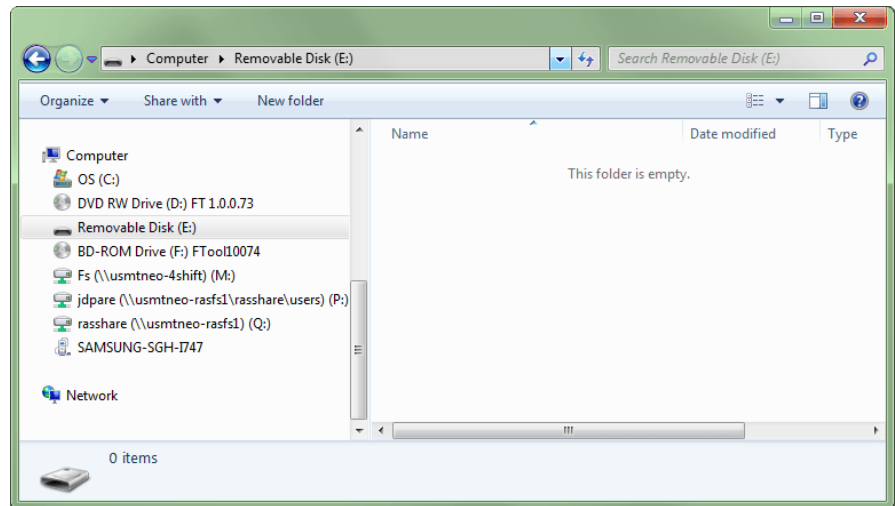 Computer ▸ Removable Disk (E:)
Search Removable Disk (E:)
Organize Share with New folder
Name Date modified Type
This folder is empty.
Computer
OS (C:)
DVD RW Drive (D:) FT 1.0.0.73
Removable Disk (E:)
BD-ROM Drive (F:) FTool10074
Fs (\\usmtneo-4shift) (M:)
jdpare (\\usmtneo-rasfs1\rasshare\users) (P:)
rasshare (\\usmtneo-rasfs1) (Q:)
SAMSUNG-SGH-I747
Network
0 items